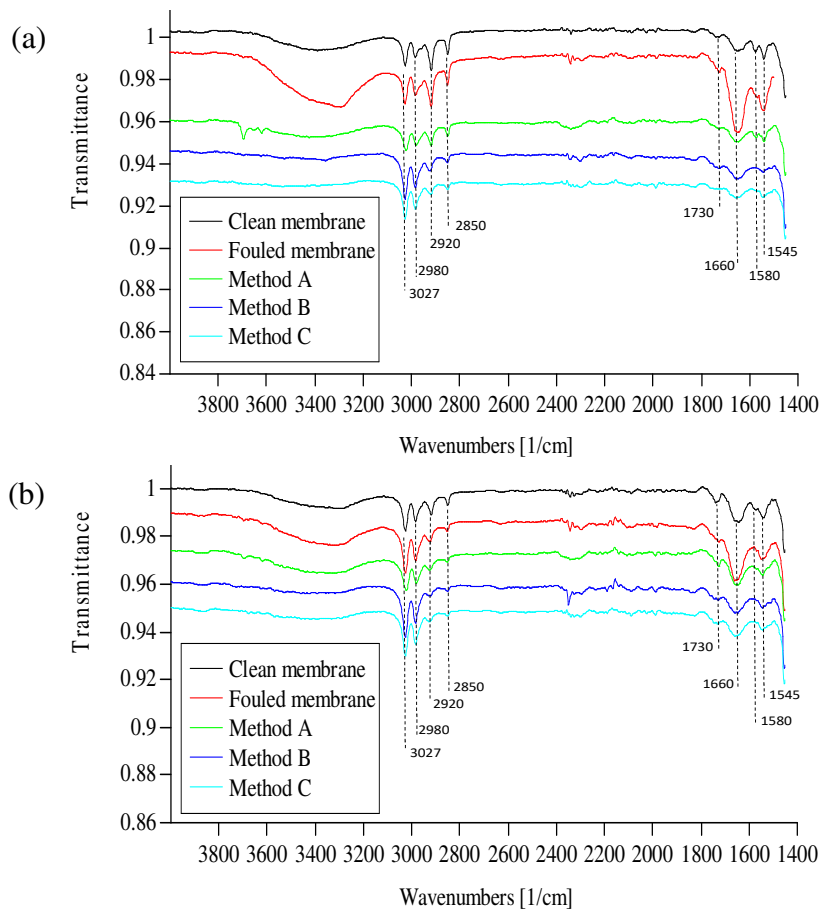 (a)
Transmittance
1
0.98
0.96
0.94
0.92
0.9
0.88
0.86
0.84
Clean membrane
Fouled membrane
Method A
Method B
Method C
3027
2980
2920
2850
1730
1660
1580
1545
3800 3600 3400 3200 3000 2800 2600 2400 2200 2000 1800 1600 1400
Wavenumbers [1/cm]
(b)
Transmittance
1
0.98
0.96
0.94
0.92
0.9
0.88
0.86
Clean membrane
Fouled membrane
Method A
Method B
Method C
3027
2980
2920
2850
1730
1660
1580
1545
3800 3600 3400 3200 3000 2800 2600 2400 2200 2000 1800 1600 1400
Wavenumbers [1/cm]